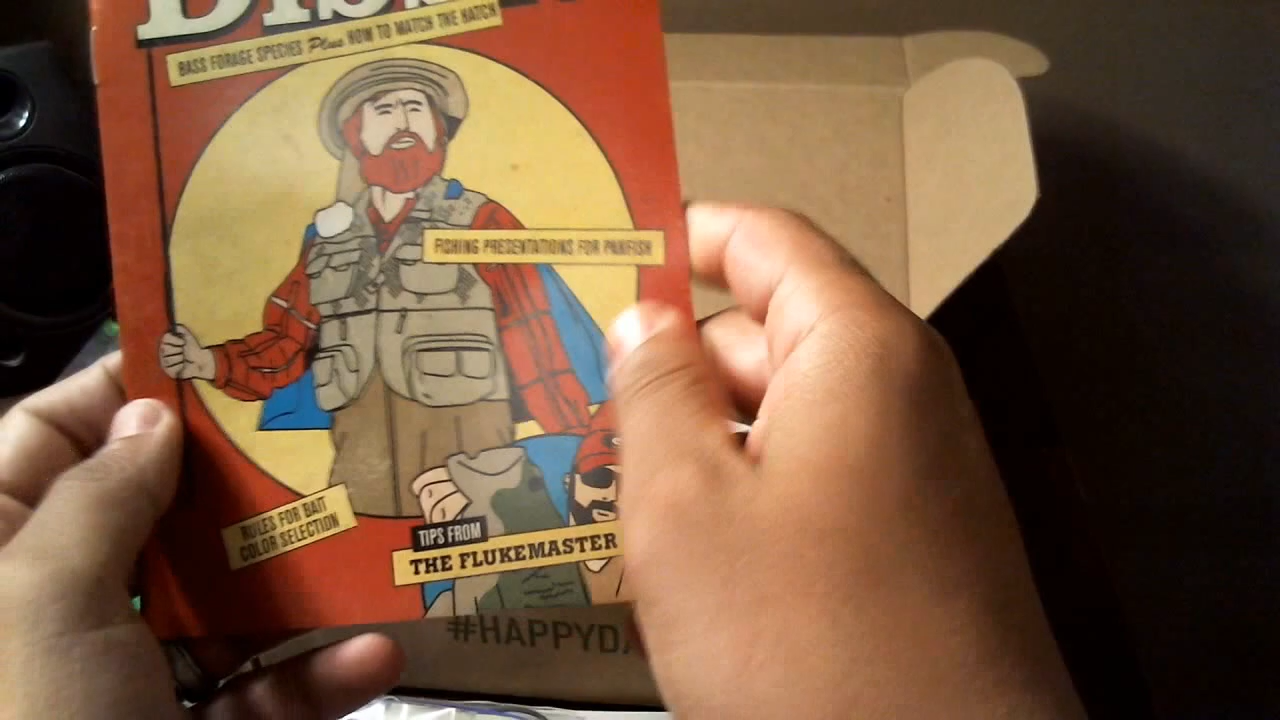 BASS FORAGE SPECIES Plus HOW TO MATCH THE HATCH
FISHING PRESENTATIONS FOR PANFISH
RULES FOR BAIT
COLOR SELECTION
TIPS FROM
THE FLUKEMASTER
#HAPPYDA